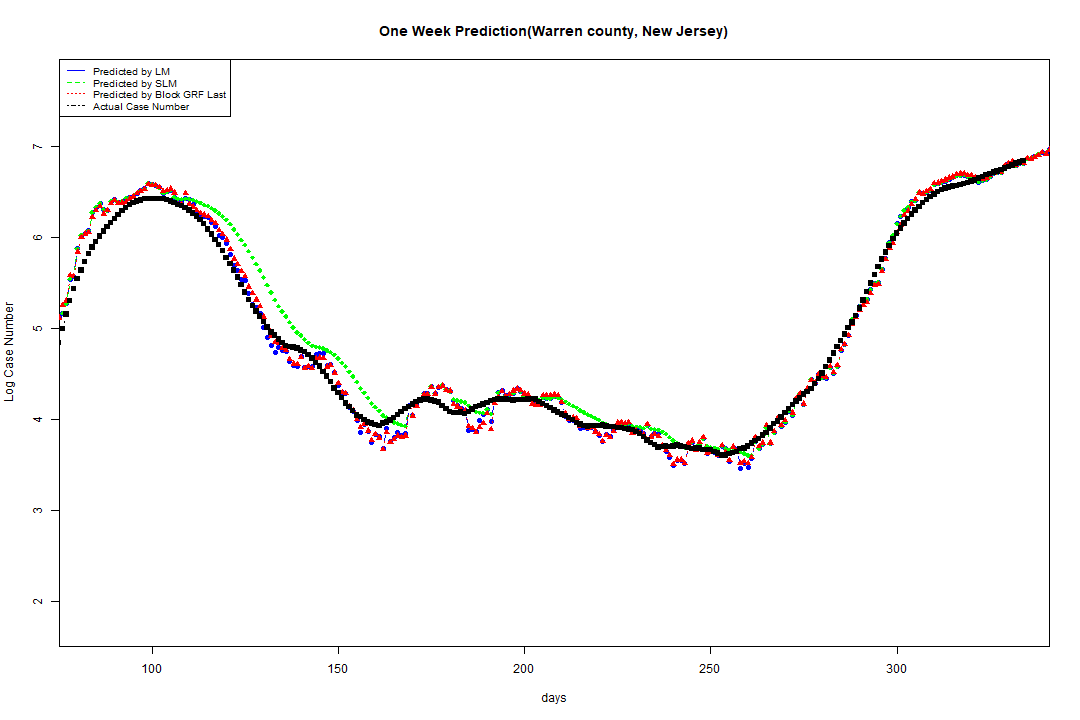 One Week Prediction(Warren county, New Jersey)
Predicted by LM
Predicted by SLM
Predicted by Block GRF Last
Actual Case Number
7
6
5
4
3
2
Log Case Number
100 150 200 250 300
days